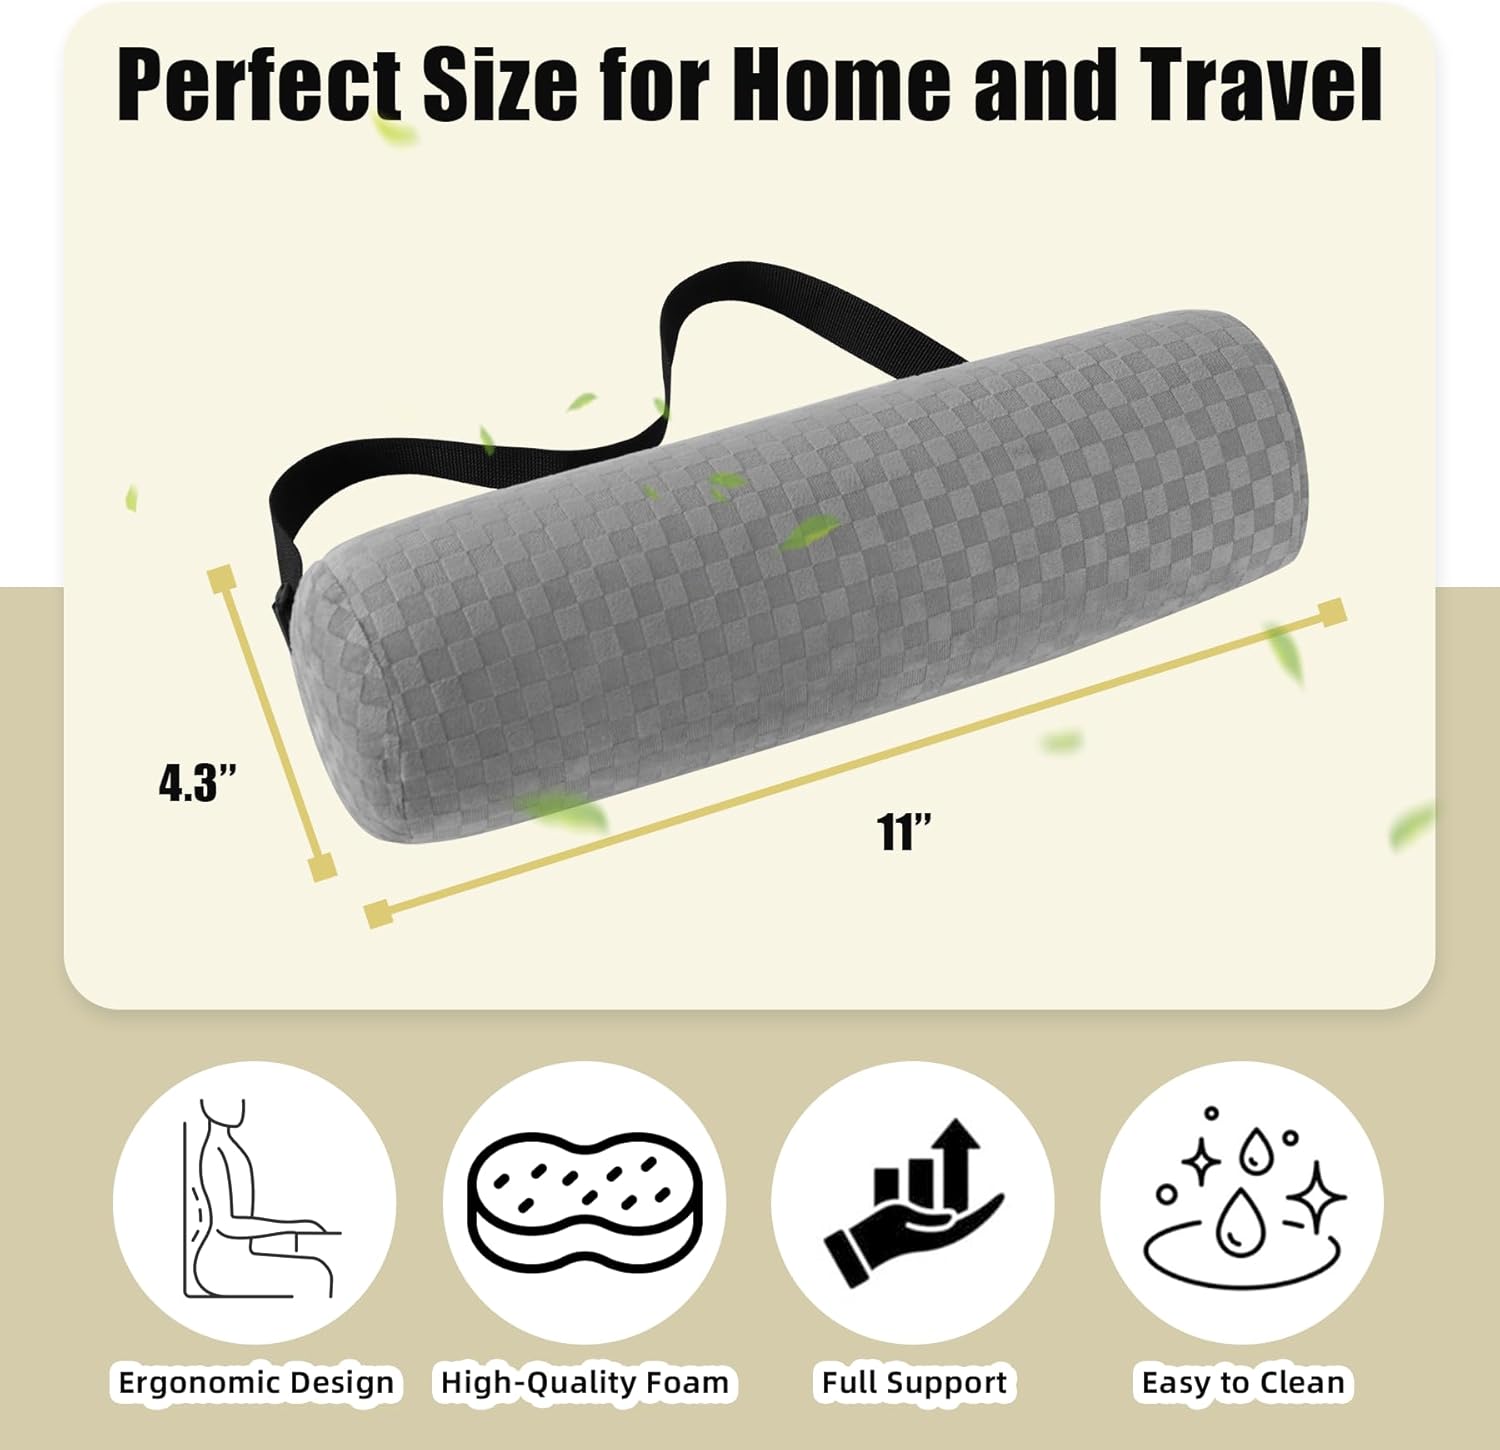 Perfect Size for Home and Travel
4.3”
11”
Ergonomic Design
High-Quality Foam
Full Support
Easy to Clean